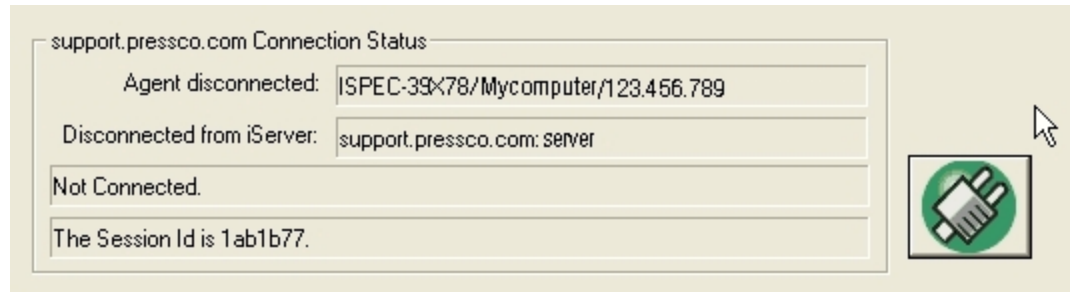 support.pressco.com Connection Status
Agent disconnected: ISPEC-39X78/Mycomputer/123.456.789
Disconnected from iServer: support.pressco.com: server
Not Connected.
The Session Id is 1ab1b77.